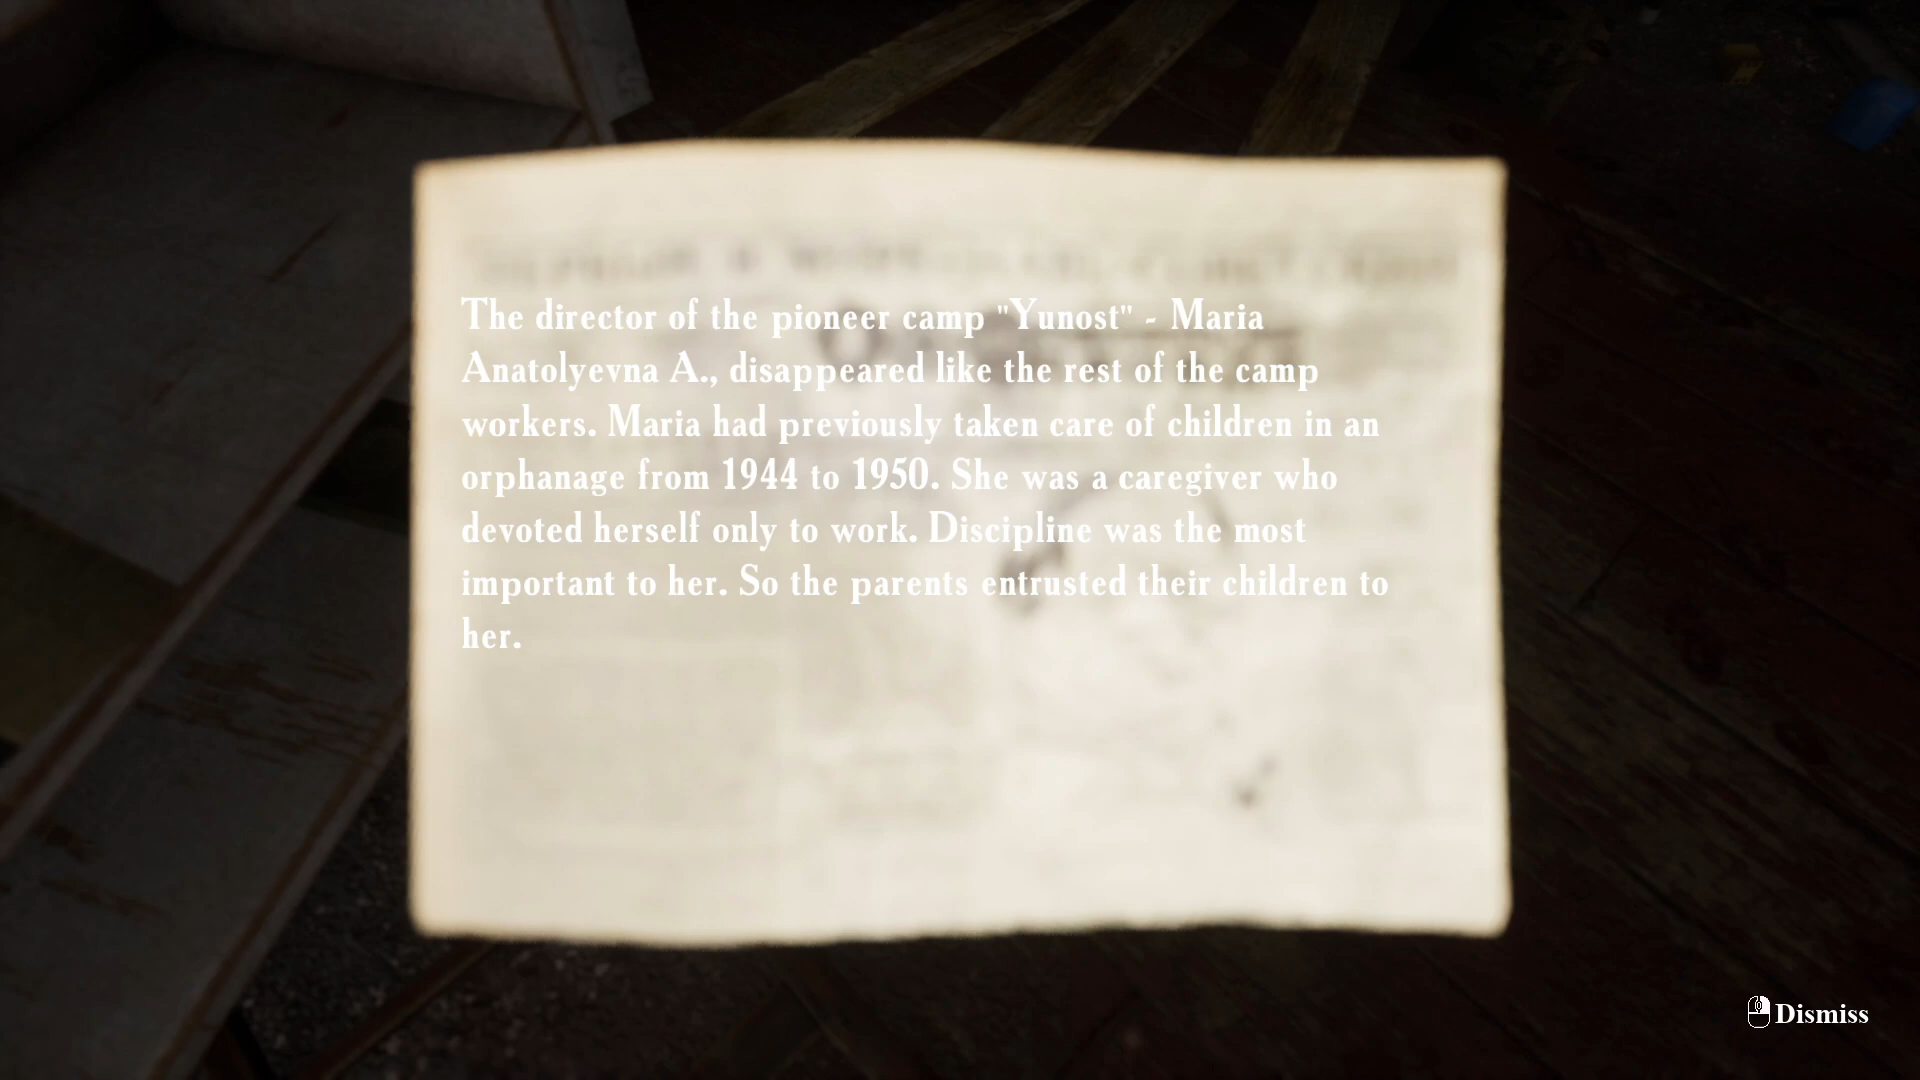 The director of the pioneer camp "Yunost" - Maria
Anatolyevna A., disappeared like the rest of the camp
workers. Maria had previously taken care of children in an
orphanage from 1944 to 1950. She was a caregiver who
devoted herself only to work. Discipline was the most
important to her. So the parents entrusted their children to
her.
Dismiss